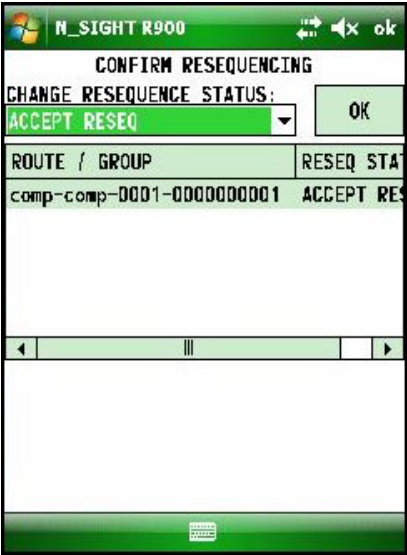 N_SIGHT R900 ok
CONFIRM RESEQUENCING
CHANGE RESEQUENCE STATUS:
ACCEPT RESEQ
OK
ROUTE / GROUP RESEQ STAT
comp-comp-0001-0000000001 ACCEPT RES